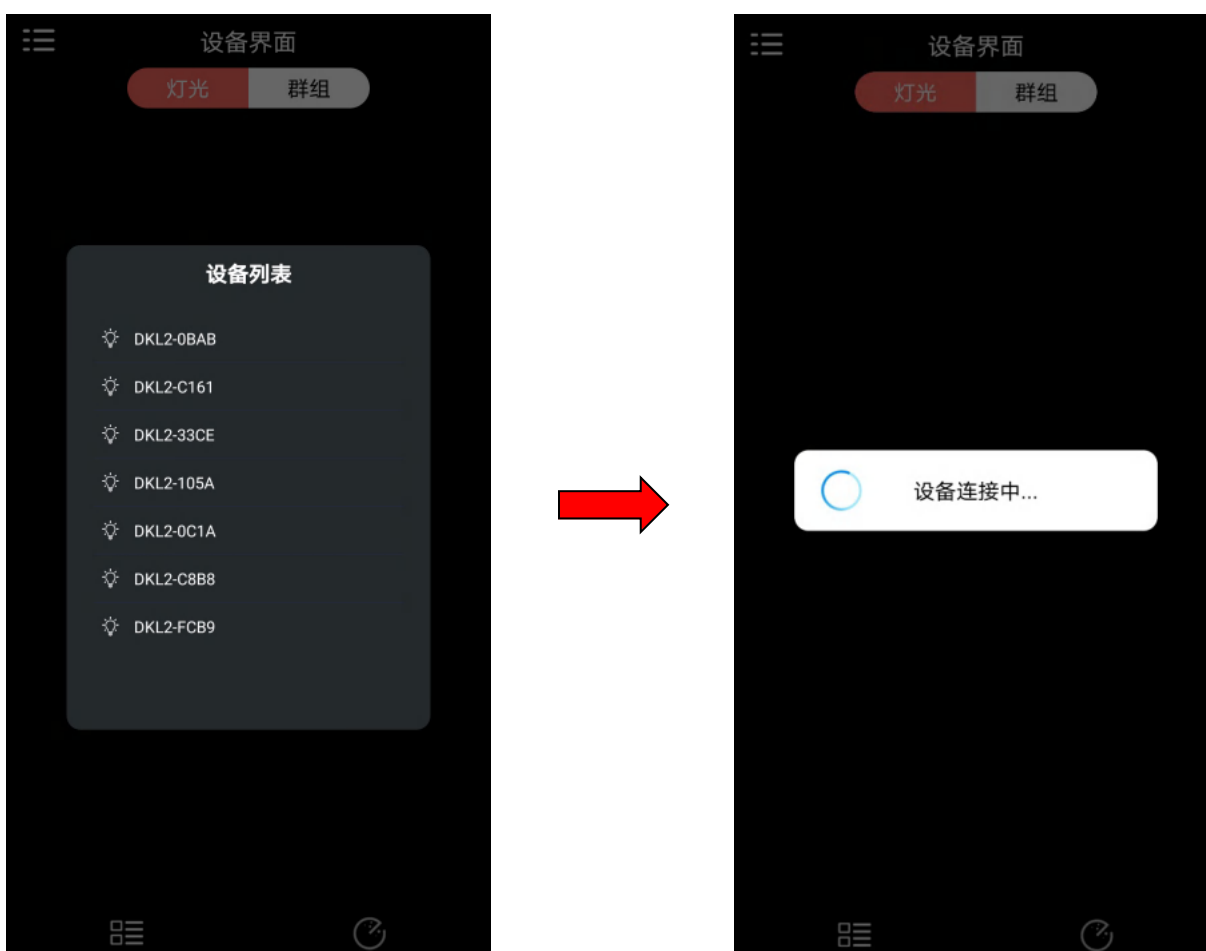 设备界面
灯光 群组
设备列表
DKL2-0BAB
DKL2-C161
DKL2-33CE
DKL2-105A
DKL2-0C1A
DKL2-C8B8
DKL2-FCB9
设备界面
灯光 群组
设备连接中...